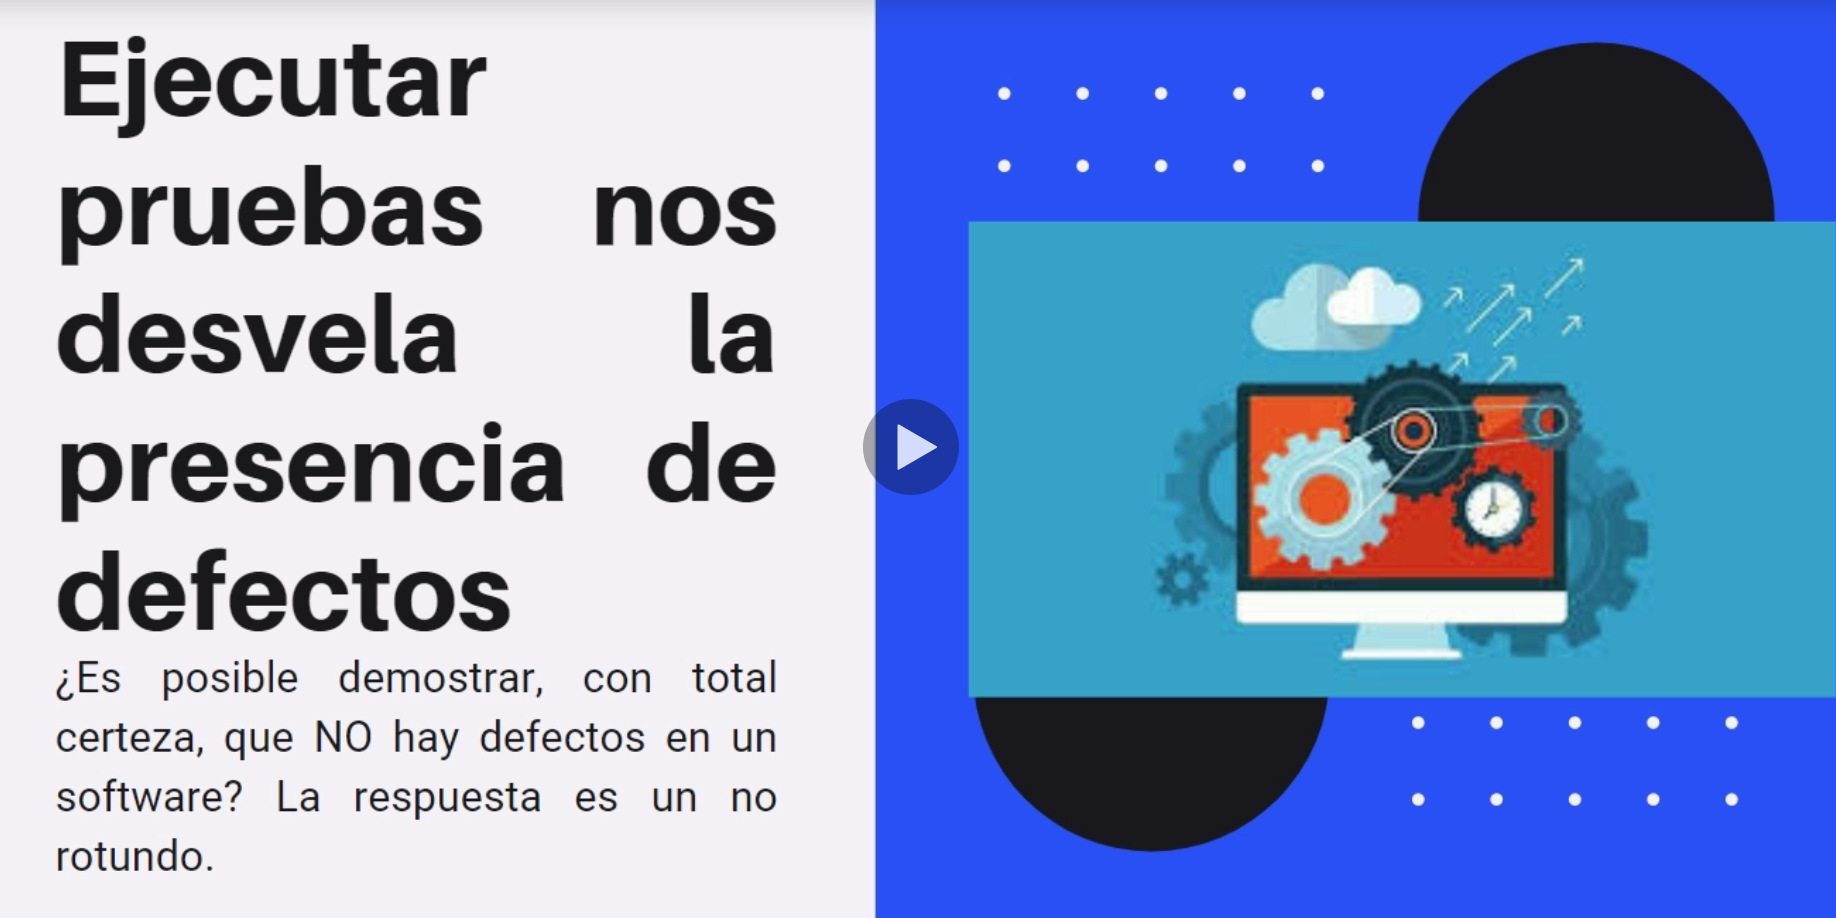 Ejecutar
pruebas nos
desvela la
presencia de
defectos
¿Es posible demostrar, con total
certeza, que NO hay defectos en un
software? La respuesta es un no
rotundo.